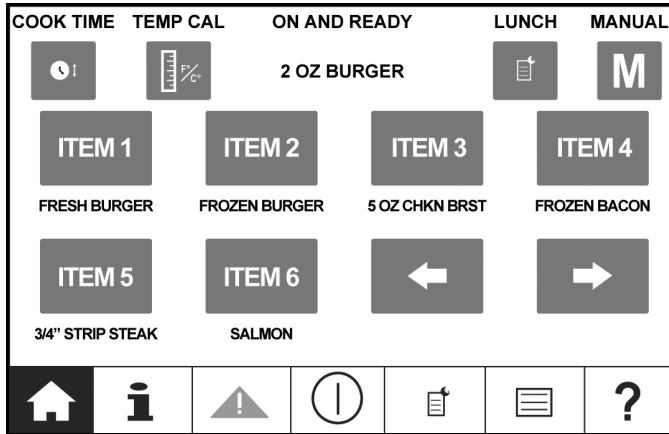 COOK TIME TEMP CAL ON AND READY LUNCH MANUAL
F°/C° 2 OZ BURGER M
ITEM 1 ITEM 2 ITEM 3 ITEM 4
FRESH BURGER FROZEN BURGER 5 OZ CHKN BRST FROZEN BACON
ITEM 5 ITEM 6
3/4” STRIP STEAK SALMON
i ! ?